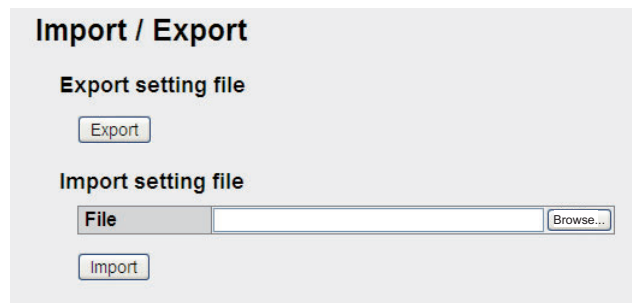 Import / Export
Export setting file
Export
Import setting file
File Browse...
Import